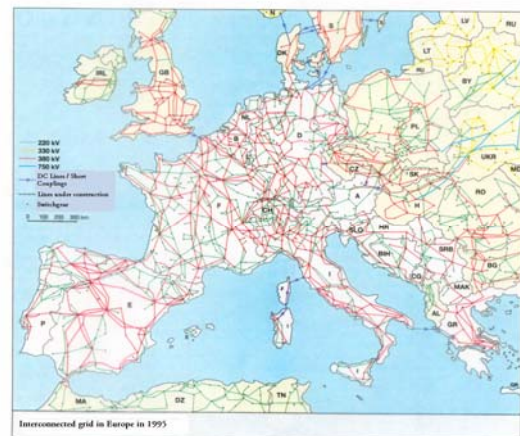 N
S
LV
RU
DK
LT
RU
IRL
GB
BY
NL
PL
D
B
220 kV
330 kV
380 kV
750 kV
DC Lines / Short
Couplings
Lines under construction
Switchgear
0 100 200 300 km
UKR
CZ
SK
F
CH
A
H
RO
SLO
HR
BIH
SRB
I
F
CG
BG
MAK
AL
P
E
I
GR
I
MA
DZ
TN
Interconnected grid in Europe in 1995